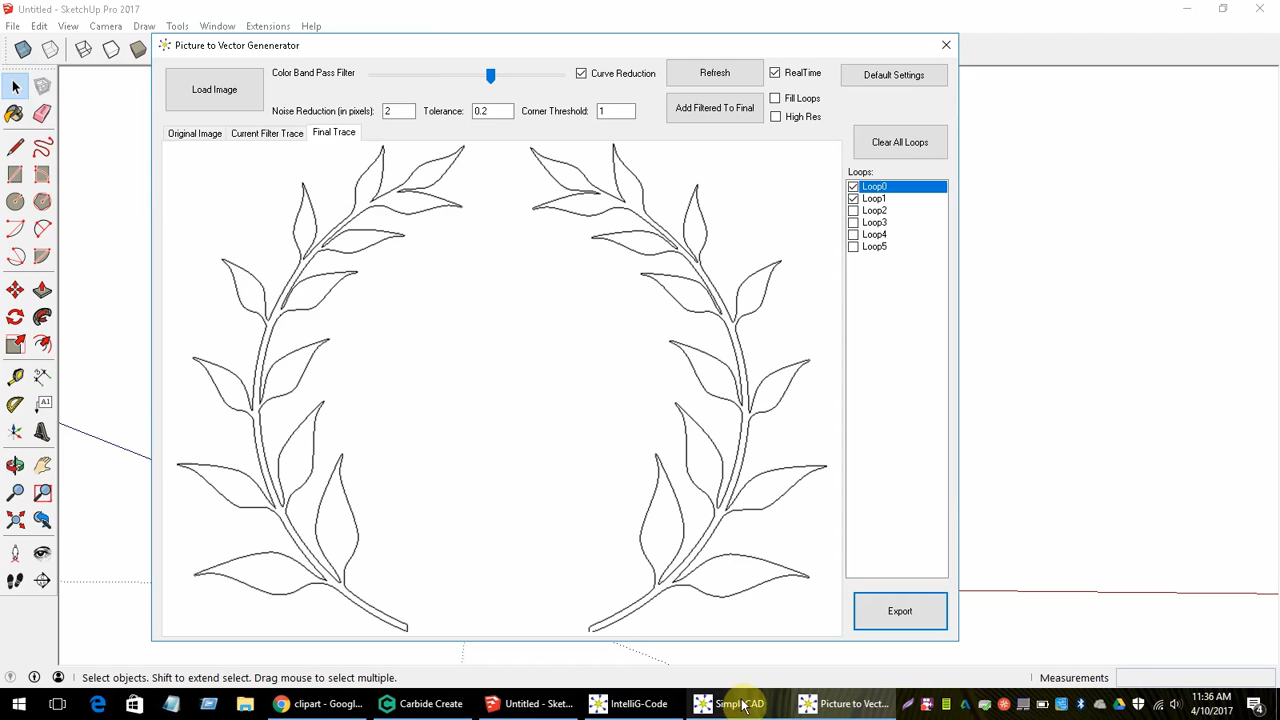 Untitled - SketchUp Pro 2017
File Edit View Camera Draw Tools Window Extensions Help
Picture to Vector Genenerator
Load Image
Color Band Pass Filter
Curve Reduction
Refresh
RealTime
Default Settings
Noise Reduction (in pixels): 2 Tolerance: 0.2 Corner Threshold: 1
Add Filtered To Final
Fill Loops
High Res
Original Image Current Filter Trace Final Trace
Clear All Loops
Loops:
Loop0
Loop1
Loop2
Loop3
Loop4
Loop5
A1
Export
Select objects. Shift to extend select. Drag mouse to select multiple.
Measurements
clipart - Googl...
Carbide Create
Untitled - Ske...
IntelliG-Code
Picture to Vect...
11:36 AM
4/10/2017